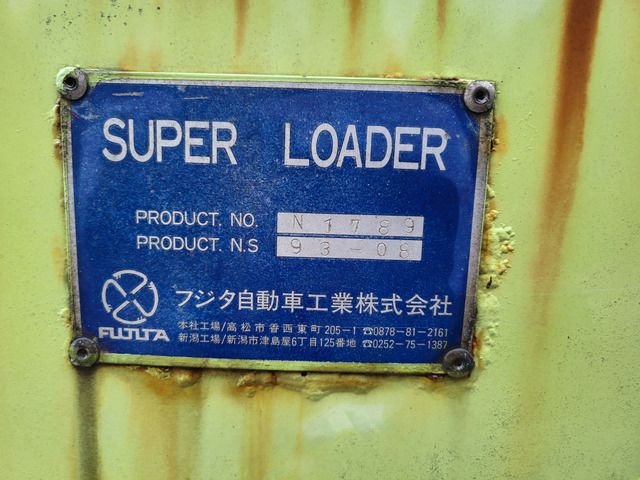 SUPER LOADER
PRODUCT. NO. N1789
PRODUCT. N.S 93-08
フジタ自動車工業株式会社
FUJITA
本社工場/高松市香西東町205-1 ☎0878-81-2161
新潟工場/新潟市津島屋6丁目125番地 ☎0252-75-1387